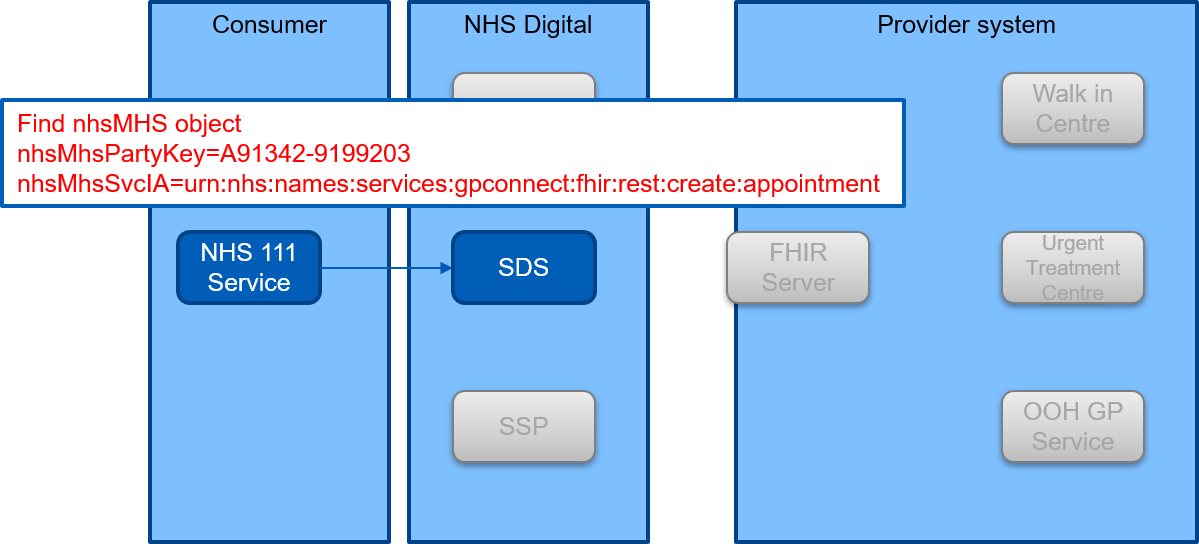 Consumer
NHS Digital
Provider system
Walk in
Centre
Find nhsMHS object
nhsMhsPartyKey=A91342-9199203
nhsMhsSvcIA=urn:nhs:names:services:gpconnect:fhir:rest:create:appointment
NHS 111
Service
SDS
FHIR
Server
Urgent
Treatment
Centre
SSP
OOH GP
Service